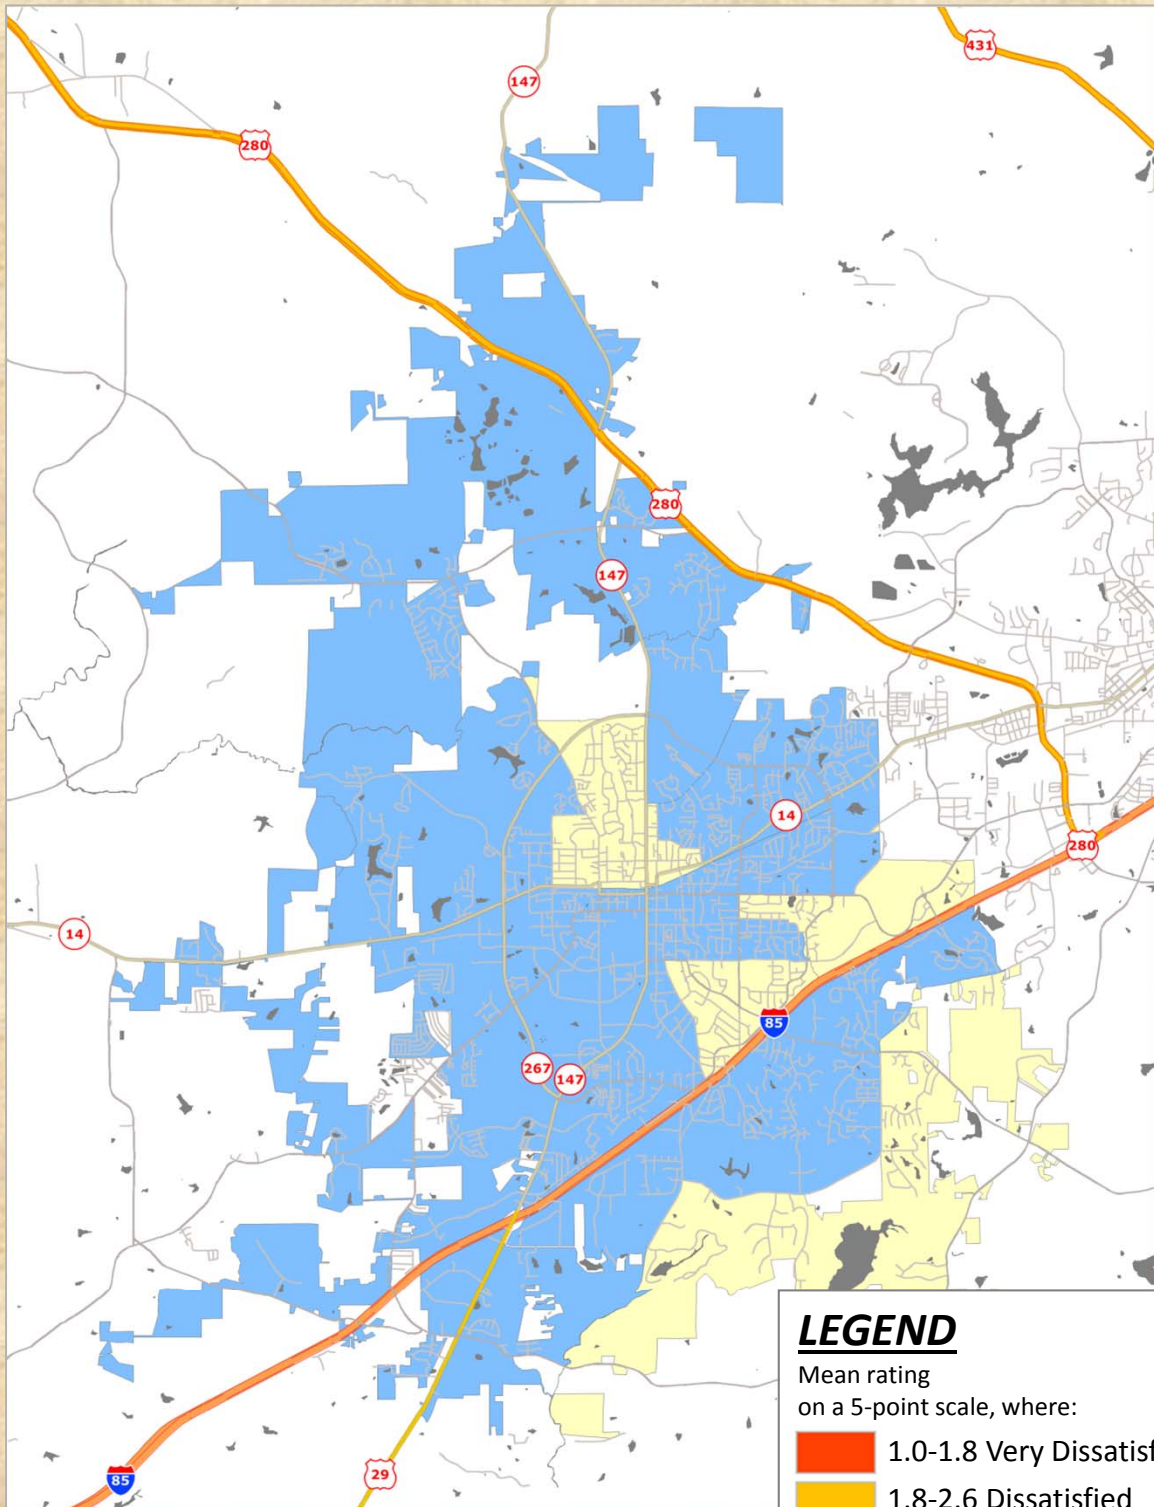 431
147
280
280
147
14
280
14
85
267
147
29
85
LEGEND
Mean rating
on a 5-point scale, where:
1.0-1.8 Very Dissatisf
1.8-2.6 Dissatisfied